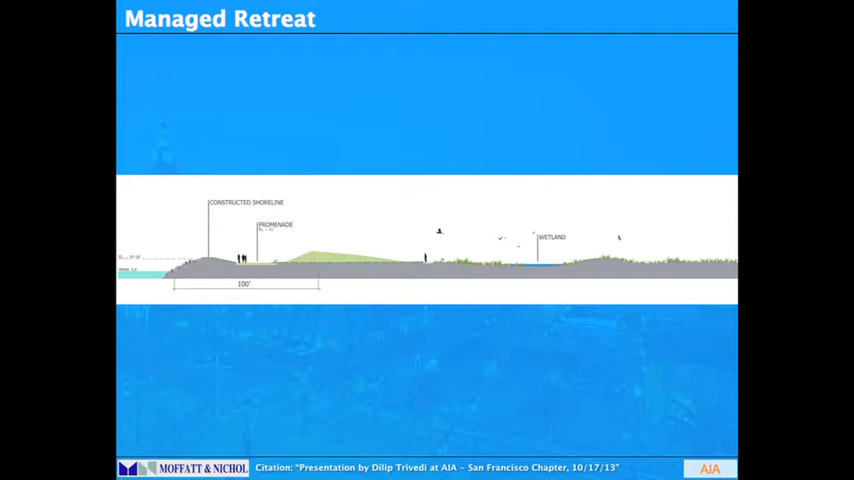 Managed Retreat
CONSTRUCTED SHORELINE
PROMENADE
WETLAND
100'
MOFFATT & NICHOL
Citation: "Presentation by Dilip Trivedi at AIA - San Francisco Chapter, 10/17/13"
AIA